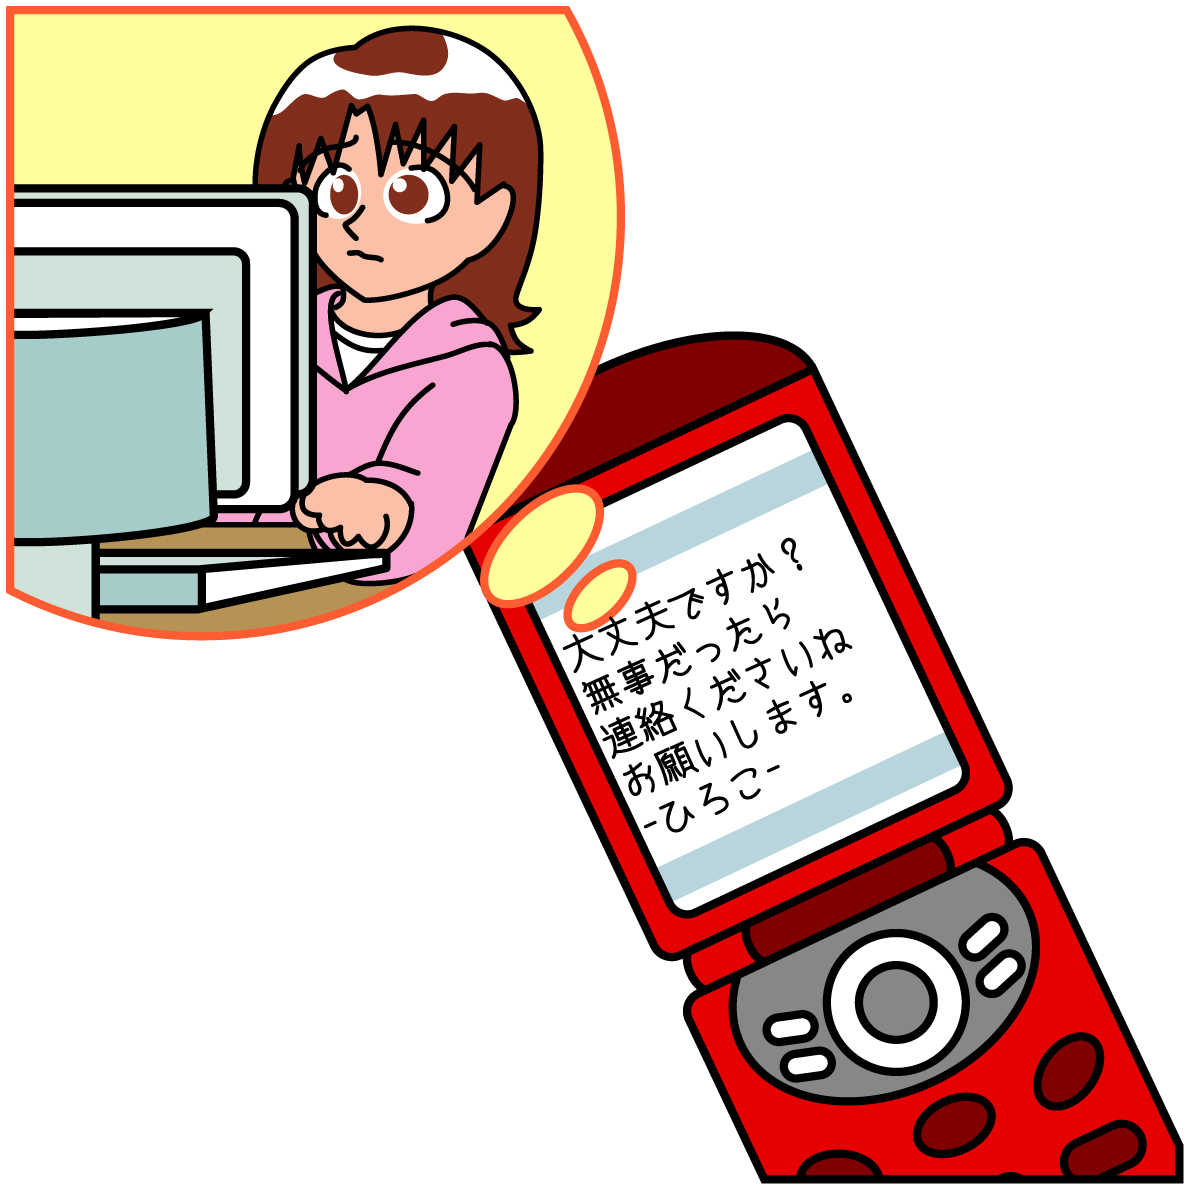 大丈夫ですか？
無事だったら
連絡くださいね
お願いします。
-ひろこ-